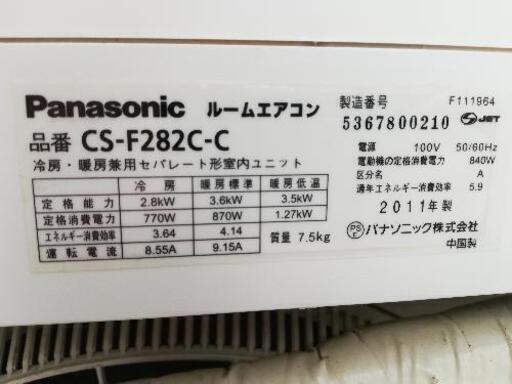 Panasonic ルームエアコン
品番 CS-F282C-C
冷房・暖房兼用セパレート形室内ユニット
冷房 暖房標準 暖房低温
定格能力 2.8kW 3.6kW 3.5kW
定格消費電力 770W 870W 1.27kW
エネルギー消費効率 3.64 4.14
運転電流 8.55A 9.15A
質量 7.5kg
製造番号 F111964
5367800210 JET
電源 100V 50/60Hz
電動機の定格消費電力 840W
区分名 A
通年エネルギー消費効率 5.9
2011年製
PS E パナソニック株式会社
中国製